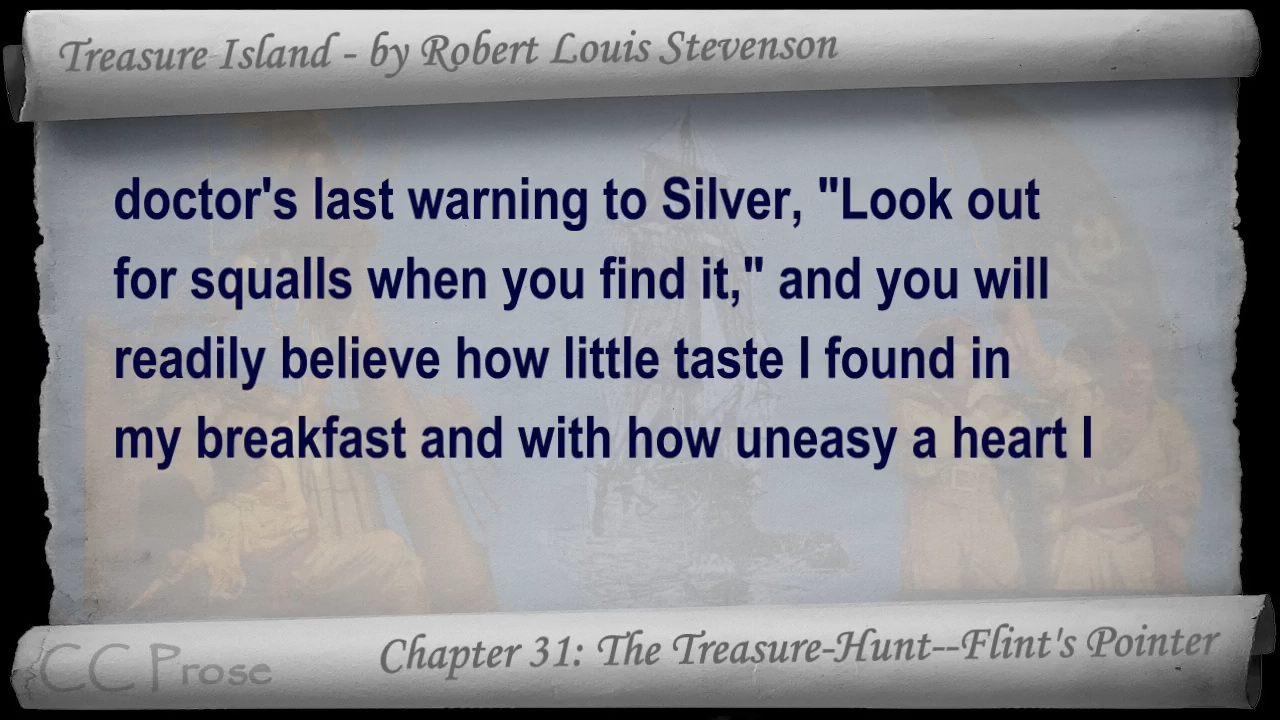 Treasure Island - by Robert Louis Stevenson
doctor's last warning to Silver, "Look out
for squalls when you find it," and you will
readily believe how little taste I found in
my breakfast and with how uneasy a heart I
CC Prose
Chapter 31: The Treasure-Hunt--Flint's Pointer